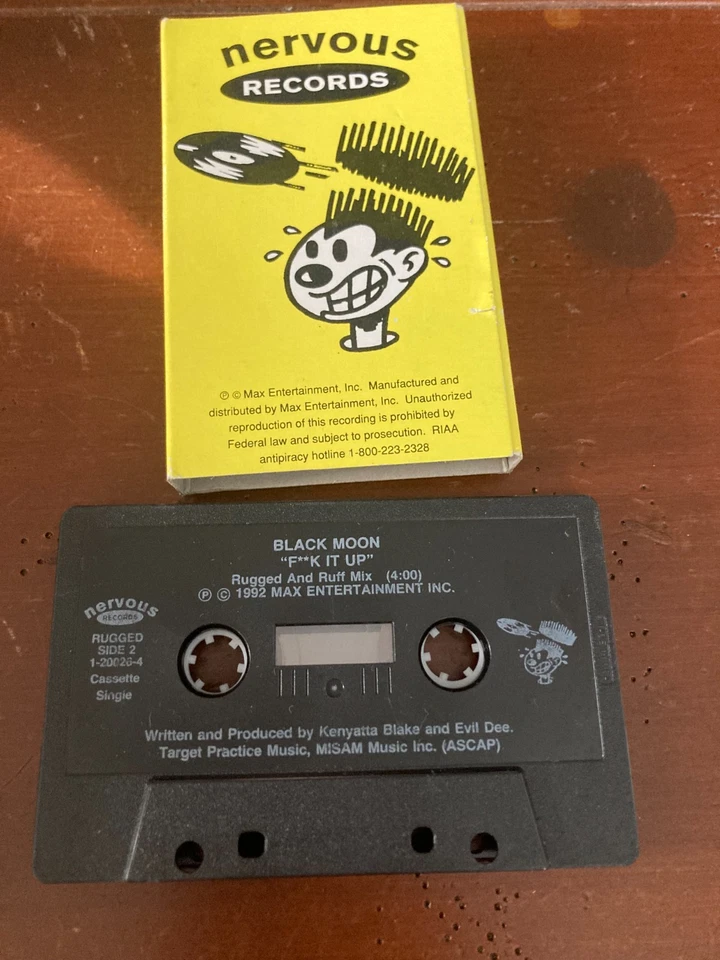 nervous
RECORDS
℗ © Max Entertainment, Inc. Manufactured and
distributed by Max Entertainment, Inc. Unauthorized
reproduction of this recording is prohibited by
Federal law and subject to prosecution. RIAA
antipiracy hotline 1-800-223-2328
BLACK MOON
"F**K IT UP"
Rugged And Ruff Mix (4:00)
℗ © 1992 MAX ENTERTAINMENT INC.
nervous
RECORDS
RUGGED
SIDE 2
1-20026-4
Cassette
Single
Written and Produced by Kenyatta Blake and Evil Dee.
Target Practice Music, MISAM Music Inc. (ASCAP)